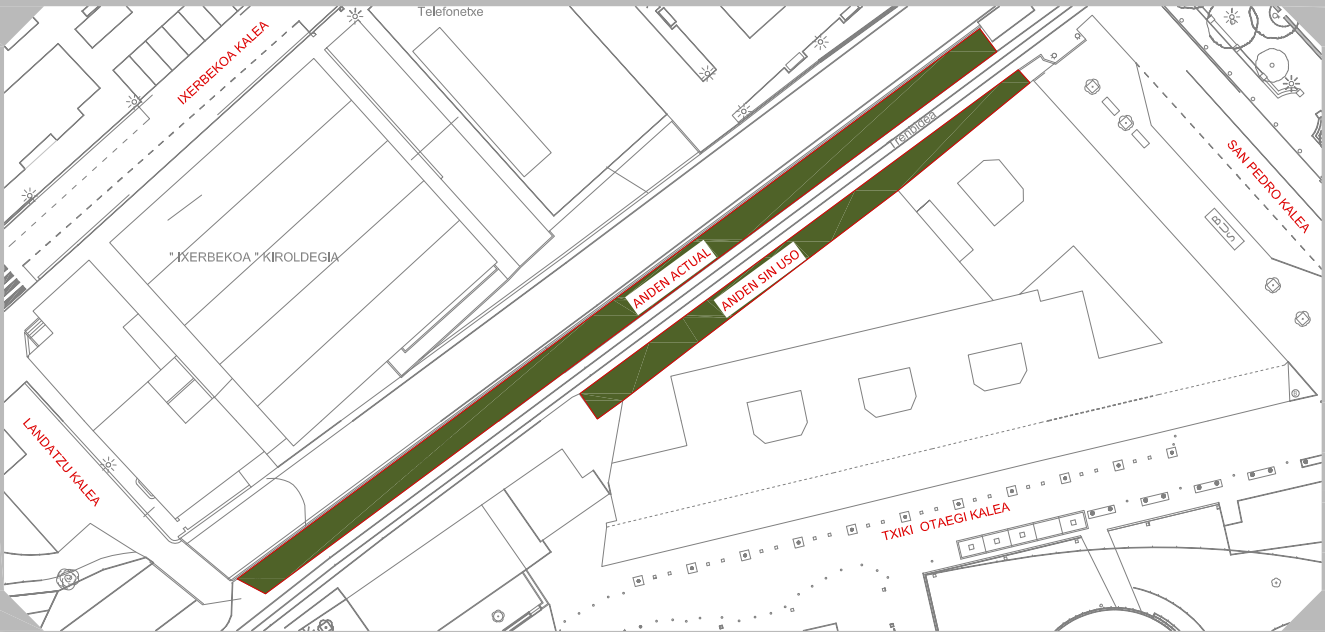 Telefonetxe
IXERBEKOA KALEA
Trenbidea
SAN PEDRO KALEA
BUS
" IXERBEKOA " KIROLDEGIA
ANDEN ACTUAL
ANDEN SIN USO
LANDATZU KALEA
TXIKI OTAEGI KALEA